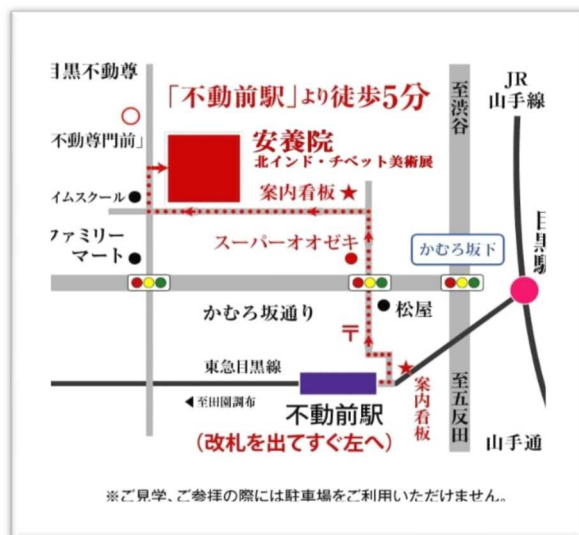 目黒不動尊
「不動前駅」より徒歩5分
JR
山手線
至渋谷
不動尊門前」
安養院
北インド・チベット美術展
イムスクール
案内看板★
ファミリー
マート
スーパーオオゼキ
かむろ坂下
目黒駅
かむろ坂通り
松屋
〒
東急目黒線
★案内看板
◀至田園調布
不動前駅
(改札を出てすぐ左へ)
至五反田
山手通
※ご見学、ご参拝の際には駐車場をご利用いただけません。